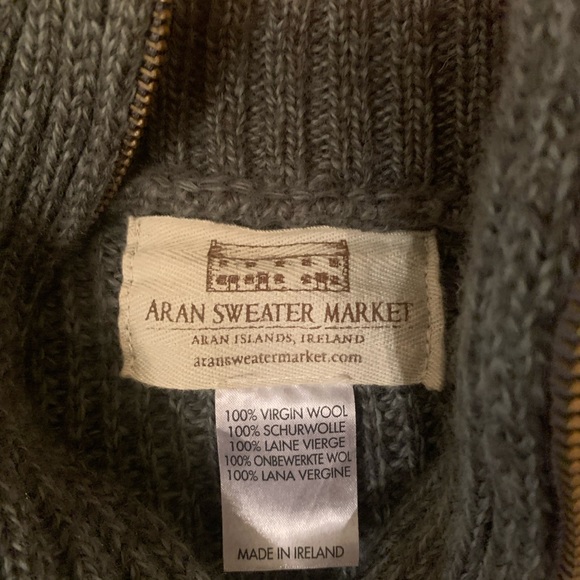 ARAN SWEATER MARKET
ARAN ISLANDS, IRELAND
aransweatermarket.com
100% VIRGIN WOOL
100% SCHURWOLLE
100% LAINE VIERGE
100% ONBEWERKTE WOL
100% LANA VERGINE
MADE IN IRELAND